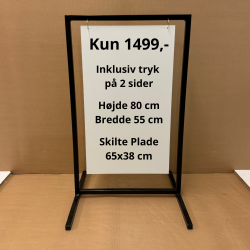 Kun 1499,-
Inklusiv tryk
på 2 sider
Højde 80 cm
Bredde 55 cm
Skilte Plade
65x38 cm